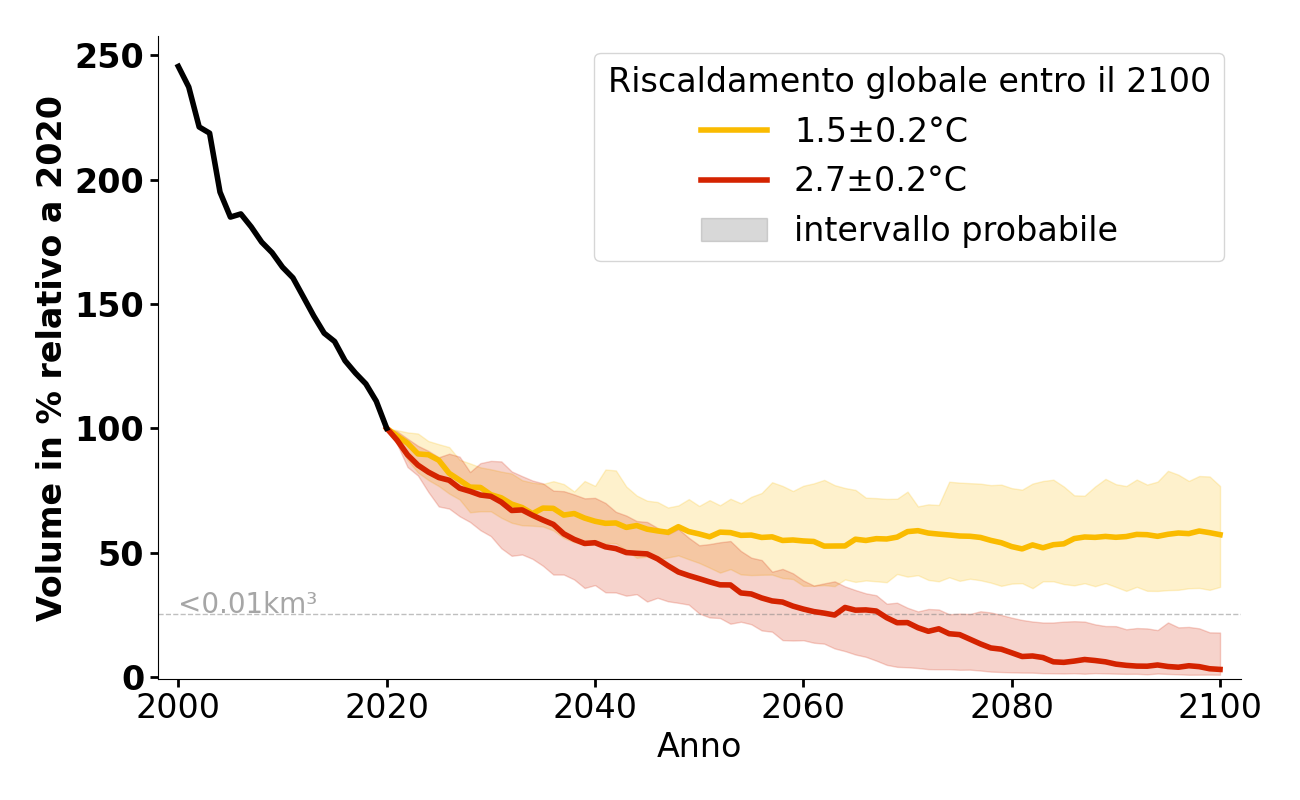 Volume in % relativo a 2020
250
200
150
100
50
0
Riscaldamento globale entro il 2100
1.5±0.2°C
2.7±0.2°C
intervallo probabile
<0.01km³
2000 2020 2040 2060 2080 2100
Anno